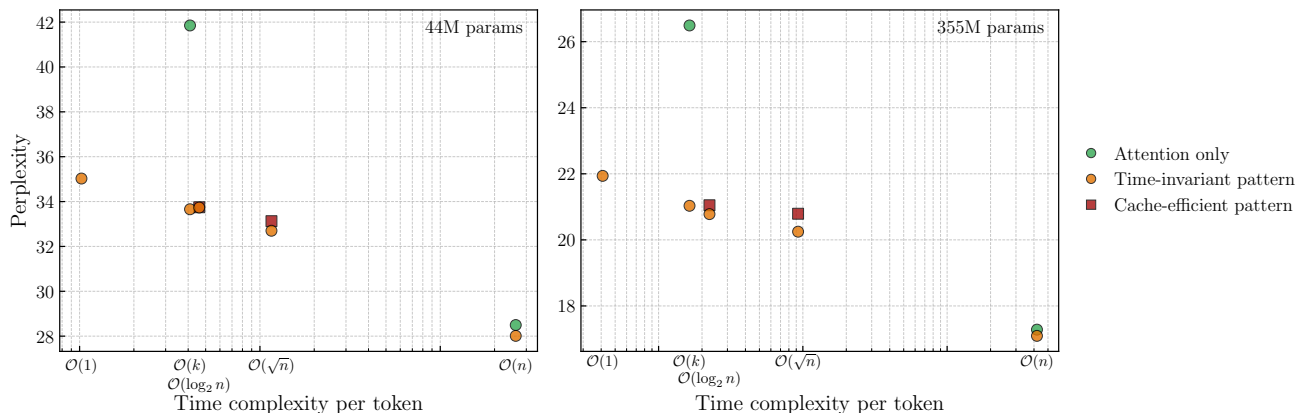 44M params
42
40
38
36
34
32
30
28
Perplexity
O(1)
O(k)
O(log₂ n)
O(√n)
O(n)
Time complexity per token
355M params
26
24
22
20
18
O(1)
O(k)
O(log₂ n)
O(√n)
O(n)
Time complexity per token
Attention only
Time-invariant pattern
Cache-efficient pattern